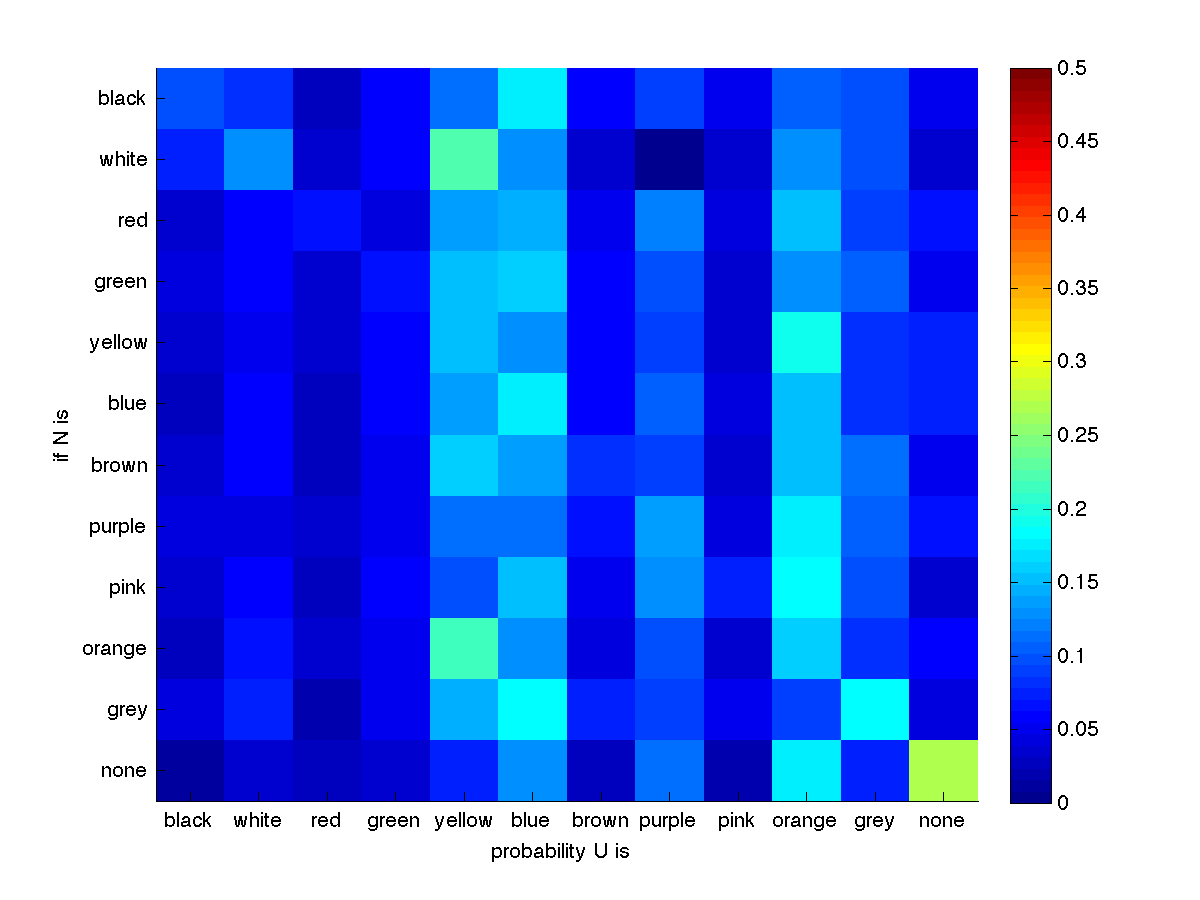 black
white
red
green
yellow
blue
brown
purple
pink
orange
grey
none
if N is
black white red green yellow blue brown purple pink orange grey none
probability U is
0.5
0.45
0.4
0.35
0.3
0.25
0.2
0.15
0.1
0.05
0